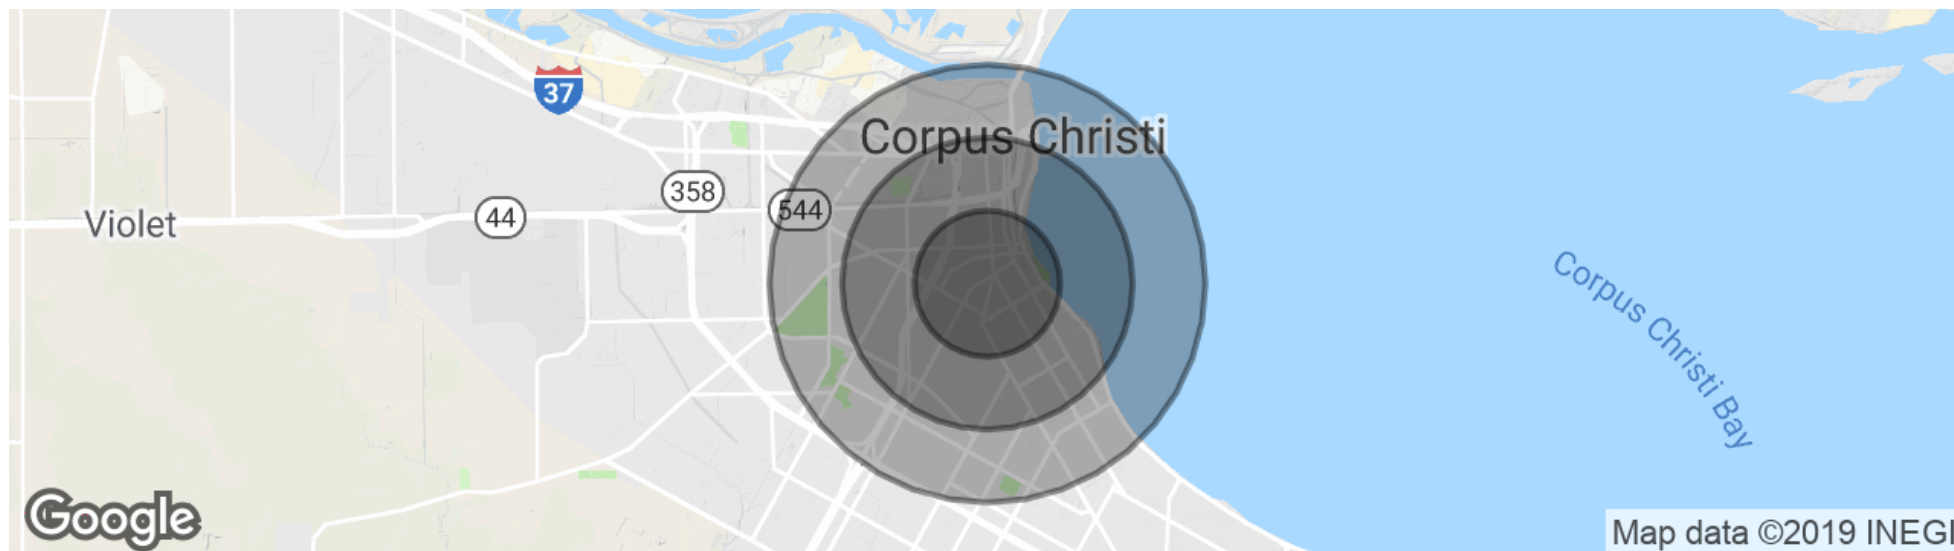 37
Corpus Christi
358
544
44
Violet
Corpus Christi Bay
Google
Map data ©2019 INEGI